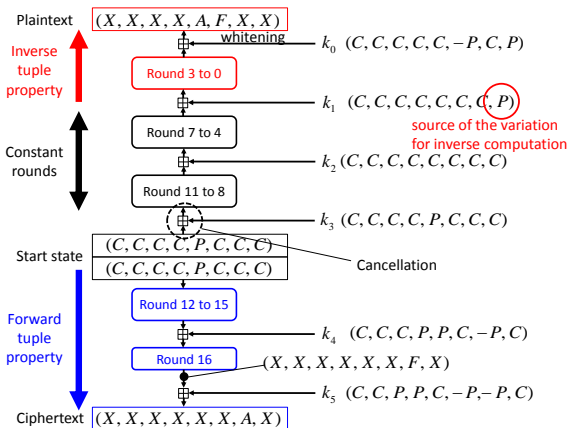 Plaintext (X, X, X, X, A, F, X, X)
whitening k₀ (C, C, C, C, C, −P, C, P)
Inverse tuple property
Round 3 to 0
k₁ (C, C, C, C, C, C, C, P)
source of the variation for inverse computation
Round 7 to 4
Constant rounds
k₂ (C, C, C, C, C, C, C, C)
Round 11 to 8
k₃ (C, C, C, C, P, C, C, C)
(C, C, C, C, P, C, C, C)
Start state
(C, C, C, C, P, C, C, C)
Cancellation
Round 12 to 15
Forward tuple property
k₄ (C, C, C, P, P, C, −P, C)
Round 16
(X, X, X, X, X, X, F, X)
k₅ (C, C, P, P, C, −P, −P, C)
Ciphertext (X, X, X, X, X, X, A, X)